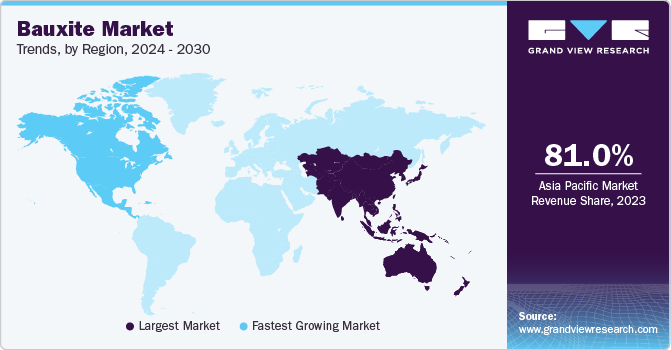 Bauxite Market
Trends, by Region, 2024 - 2030
GRAND VIEW RESEARCH
81.0%
Asia Pacific Market
Revenue Share, 2023
Largest Market
Fastest Growing Market
Source:
www.grandviewresearch.com